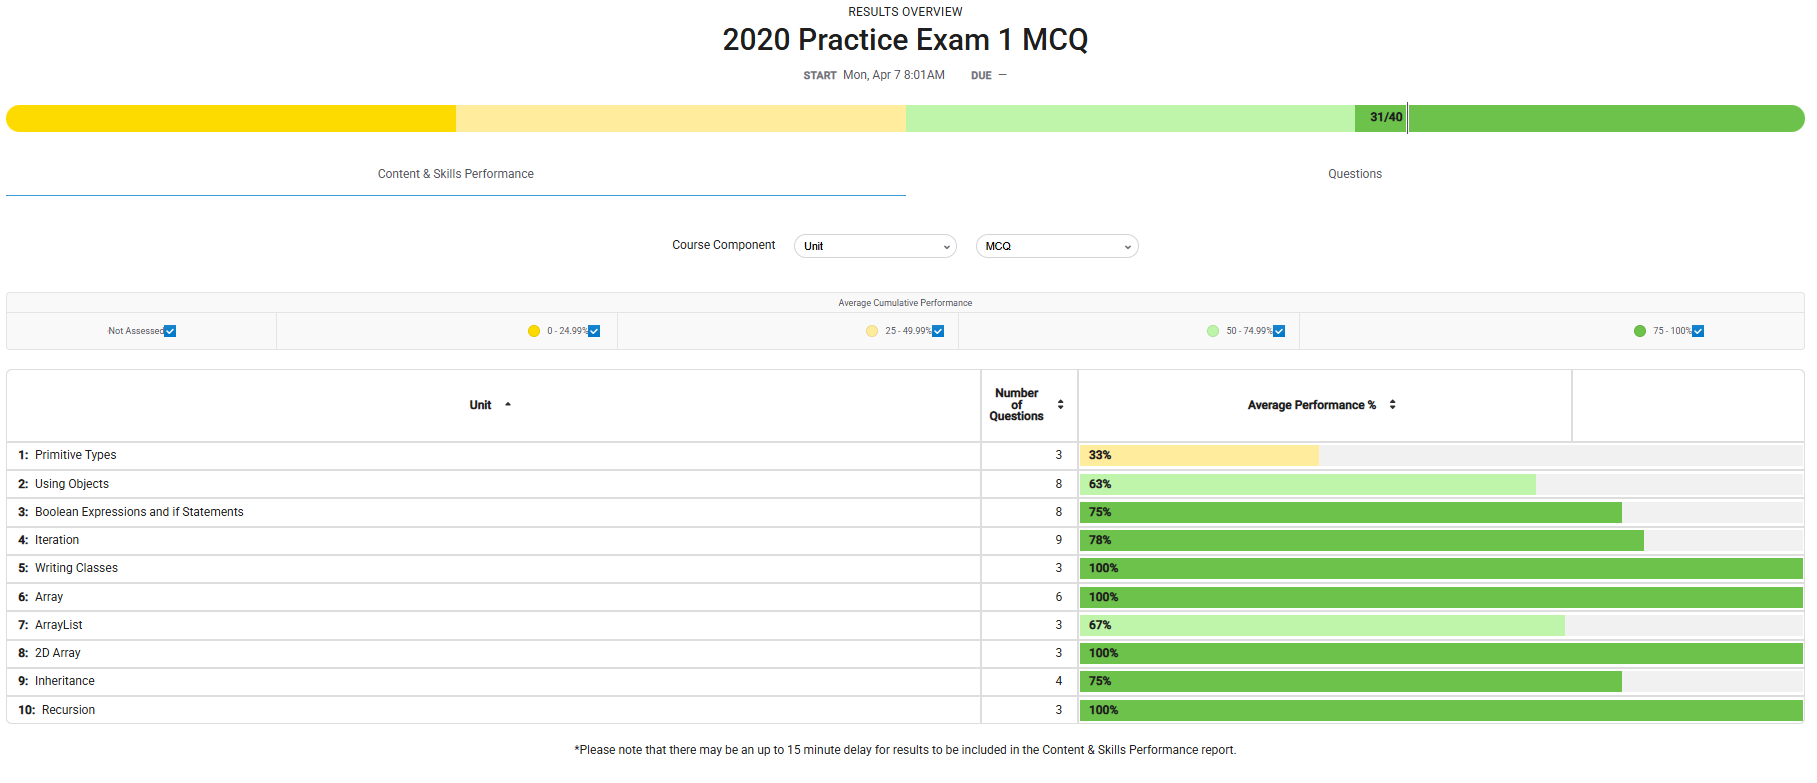 RESULTS OVERVIEW
2020 Practice Exam 1 MCQ
START Mon, Apr 7 8:01AM DUE —
31/40
Content & Skills Performance Questions
Course Component Unit MCQ
Average Cumulative Performance
Not Assessed 0 - 24.99% 25 - 49.99% 50 - 74.99% 75 - 100%
Unit Number of Questions Average Performance %
1: Primitive Types 3 33%
2: Using Objects 8 63%
3: Boolean Expressions and if Statements 8 75%
4: Iteration 9 78%
5: Writing Classes 3 100%
6: Array 6 100%
7: ArrayList 3 67%
8: 2D Array 3 100%
9: Inheritance 4 75%
10: Recursion 3 100%
*Please note that there may be an up to 15 minute delay for results to be included in the Content & Skills Performance report.